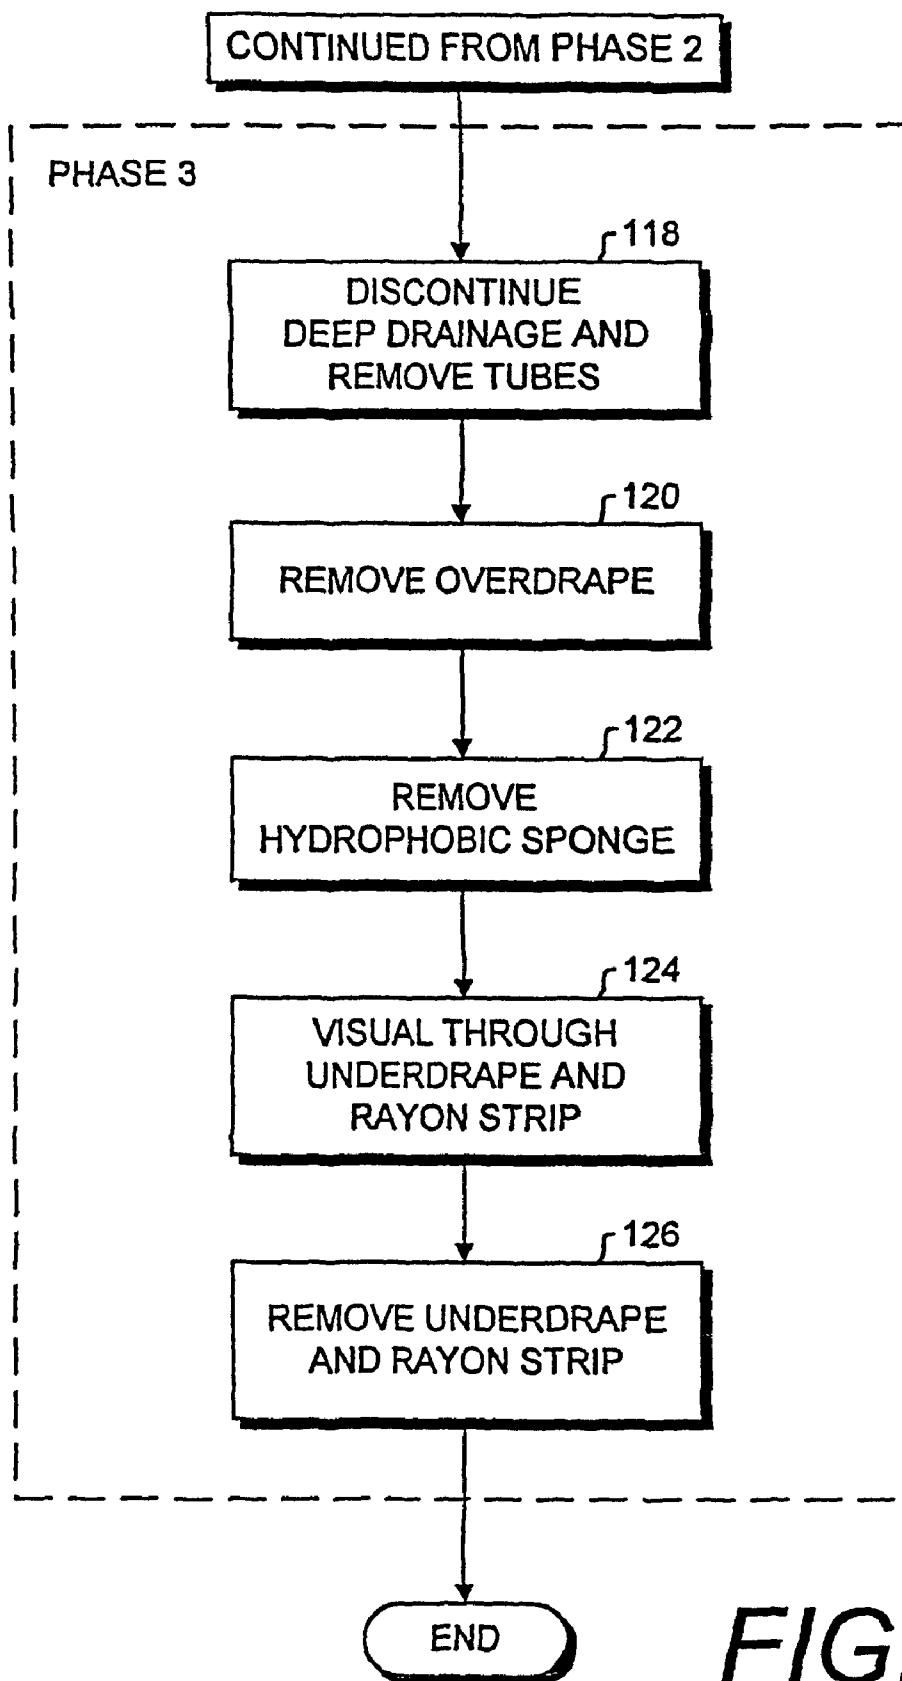 CONTINUED FROM PHASE 2
PHASE 3
118
DISCONTINUE
DEEP DRAINAGE AND
REMOVE TUBES
120
REMOVE OVERDRAPE
122
REMOVE
HYDROPHOBIC SPONGE
124
VISUAL THROUGH
UNDERDRAPE AND
RAYON STRIP
126
REMOVE UNDERDRAPE
AND RAYON STRIP
END
FIG.